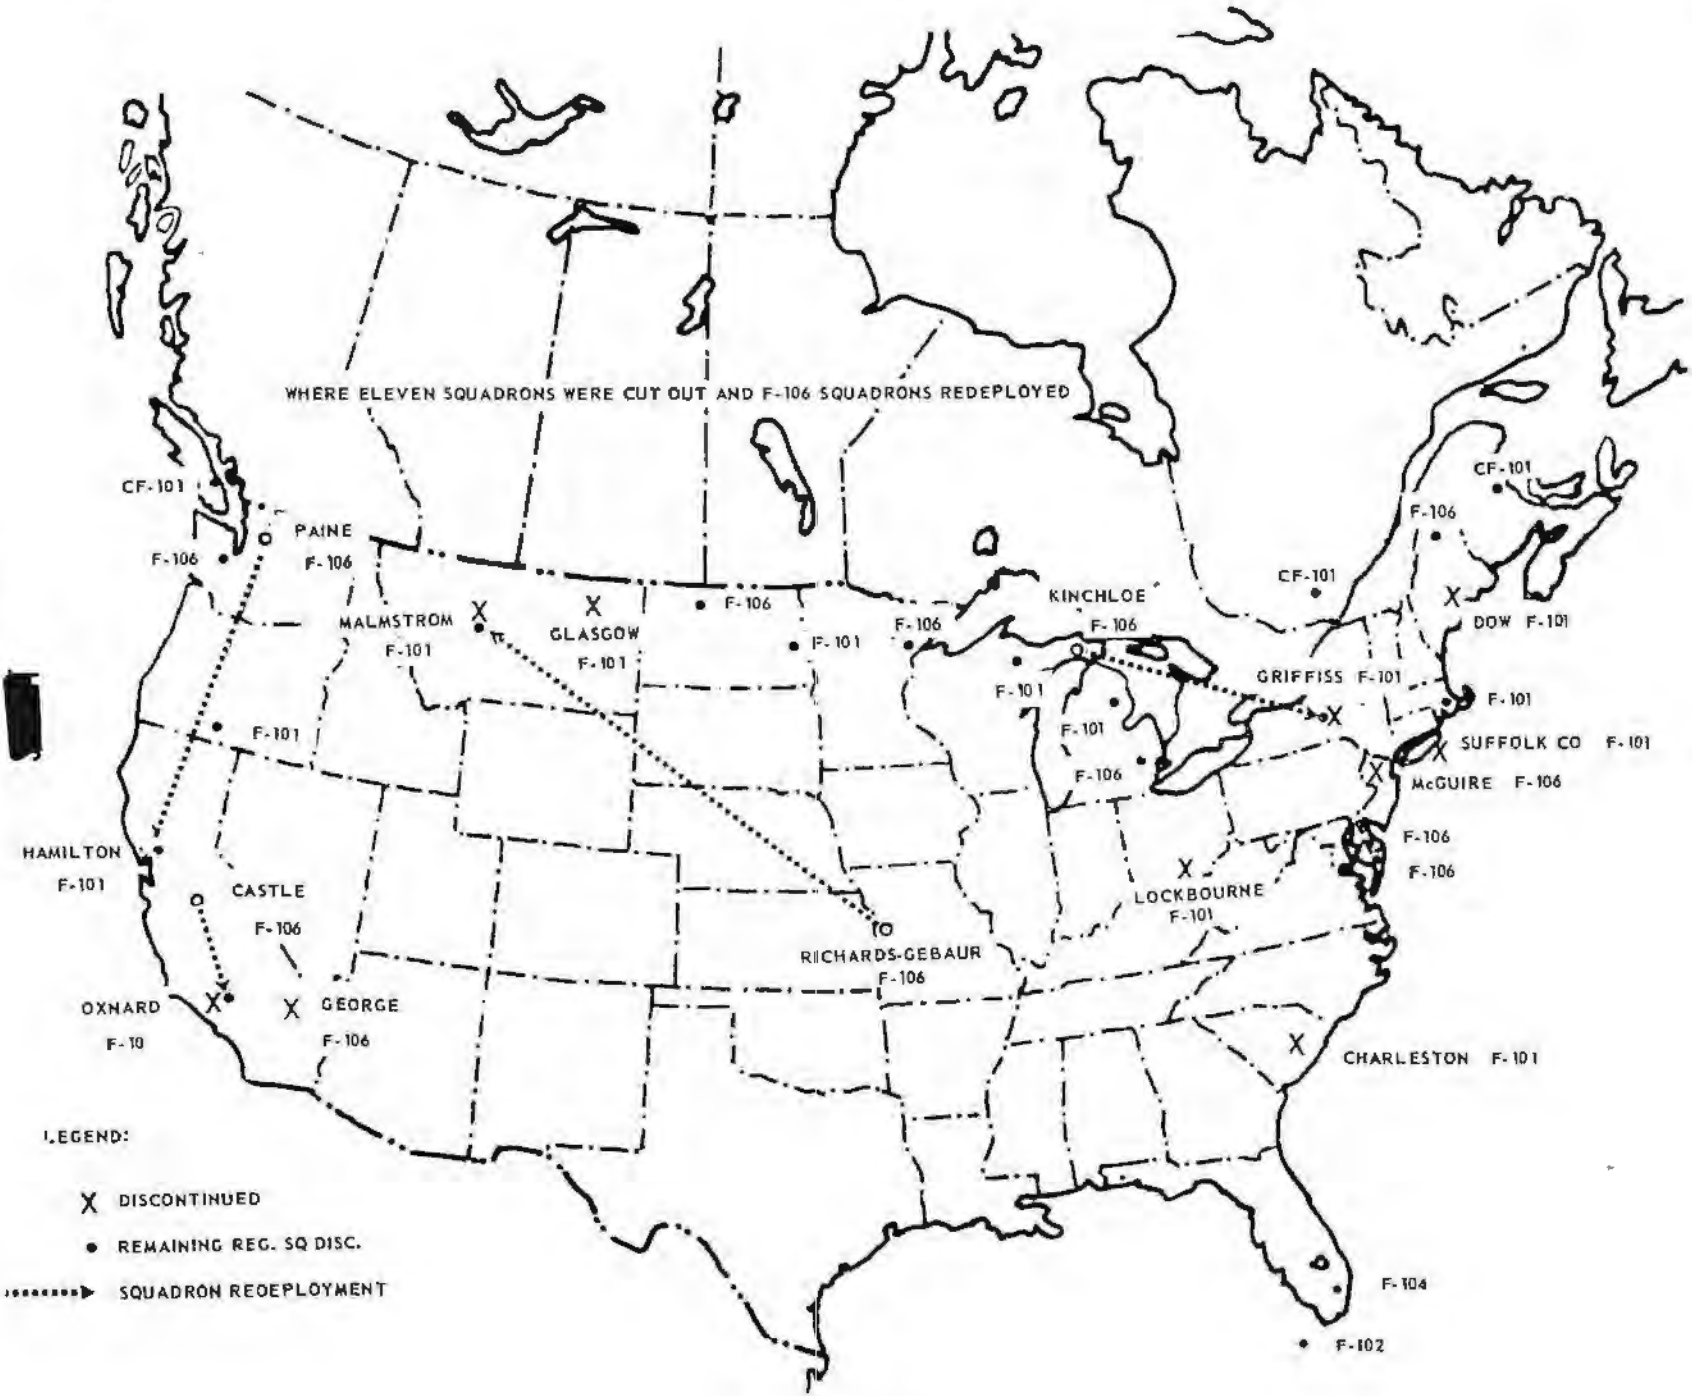 WHERE ELEVEN SQUADRONS WERE CUT OUT AND F-106 SQUADRONS REDEPLOYED
CF-101
PAINE
F-106
F-106
MALMSTROM
F-101
GLASGOW
F-101
F-106
F-101
F-106
KINCHLOE
F-106
CF-101
CF-101
F-106
DOW F-101
GRIFFISS F-101
F-101
F-101
F-101
F-101
F-106
SUFFOLK CO F-101
McGUIRE F-106
F-106
F-106
HAMILTON
F-101
CASTLE
F-106
LOCKBOURNE
F-101
RICHARDS-GEBAUR
F-106
OXNARD
F-10
GEORGE
F-106
CHARLESTON F-101
LEGEND:
X DISCONTINUED
• REMAINING REG. SQ DISC.
SQUADRON REDEPLOYMENT
F-104
F-102